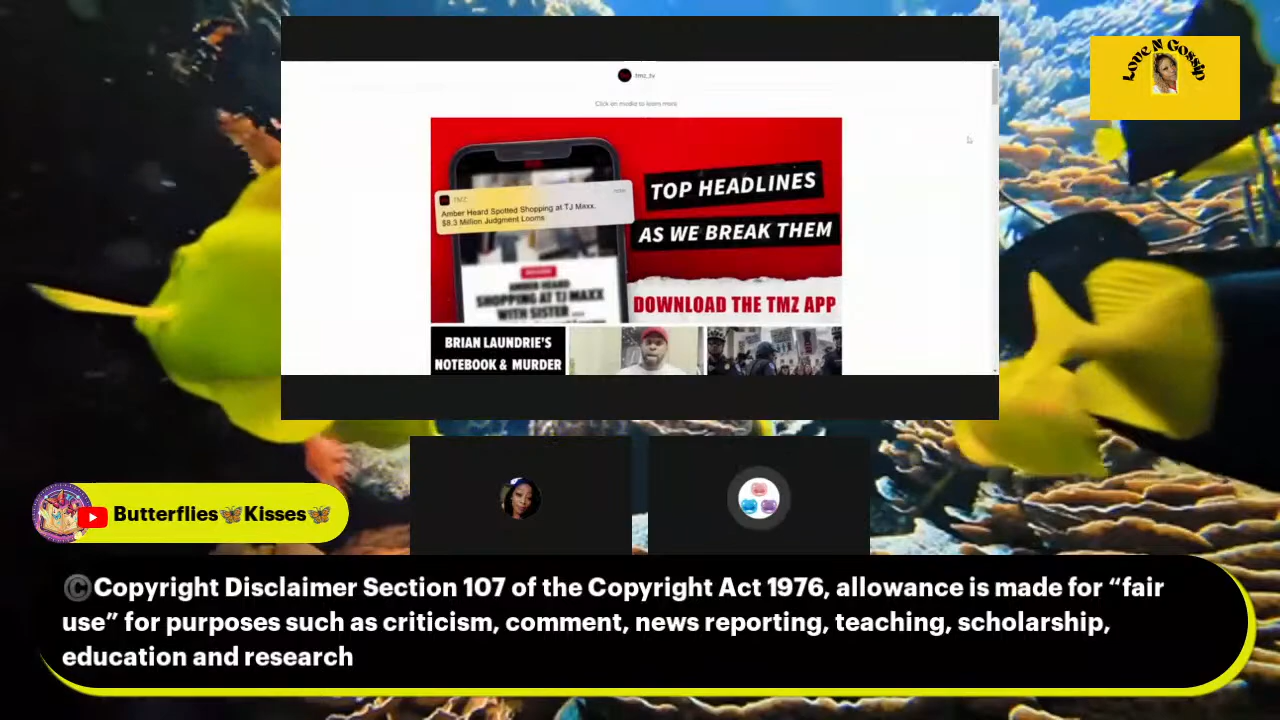 Love N Gossip
tmz_tv
Click on media to learn more
TMZ
now
Amber Heard Spotted Shopping at TJ Maxx,
$8.3 Million Judgment Looms
AMBER HEARD
SHOPPING AT TJ MAXX
WITH SISTER ...
TOP HEADLINES
AS WE BREAK THEM
DOWNLOAD THE TMZ APP
BRIAN LAUNDRIE'S
NOTEBOOK & MURDER
Butterflies🦋Kisses🦋
©Copyright Disclaimer Section 107 of the Copyright Act 1976, allowance is made for “fair
use” for purposes such as criticism, comment, news reporting, teaching, scholarship,
education and research